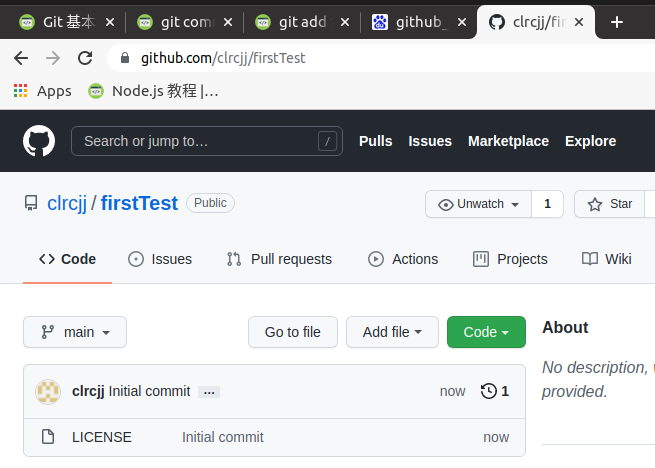 Git 基本
git com
git add
github_
clrcjj/fir
github.com/clrcjj/firstTest
Apps Node.js 教程 |...
Search or jump to… / Pulls Issues Marketplace Explore
clrcjj / firstTest Public Unwatch 1 Star
Code Issues Pull requests Actions Projects Wiki
main Go to file Add file Code About
clrcjj Initial commit ... now 1
No description,
provided.
LICENSE Initial commit now